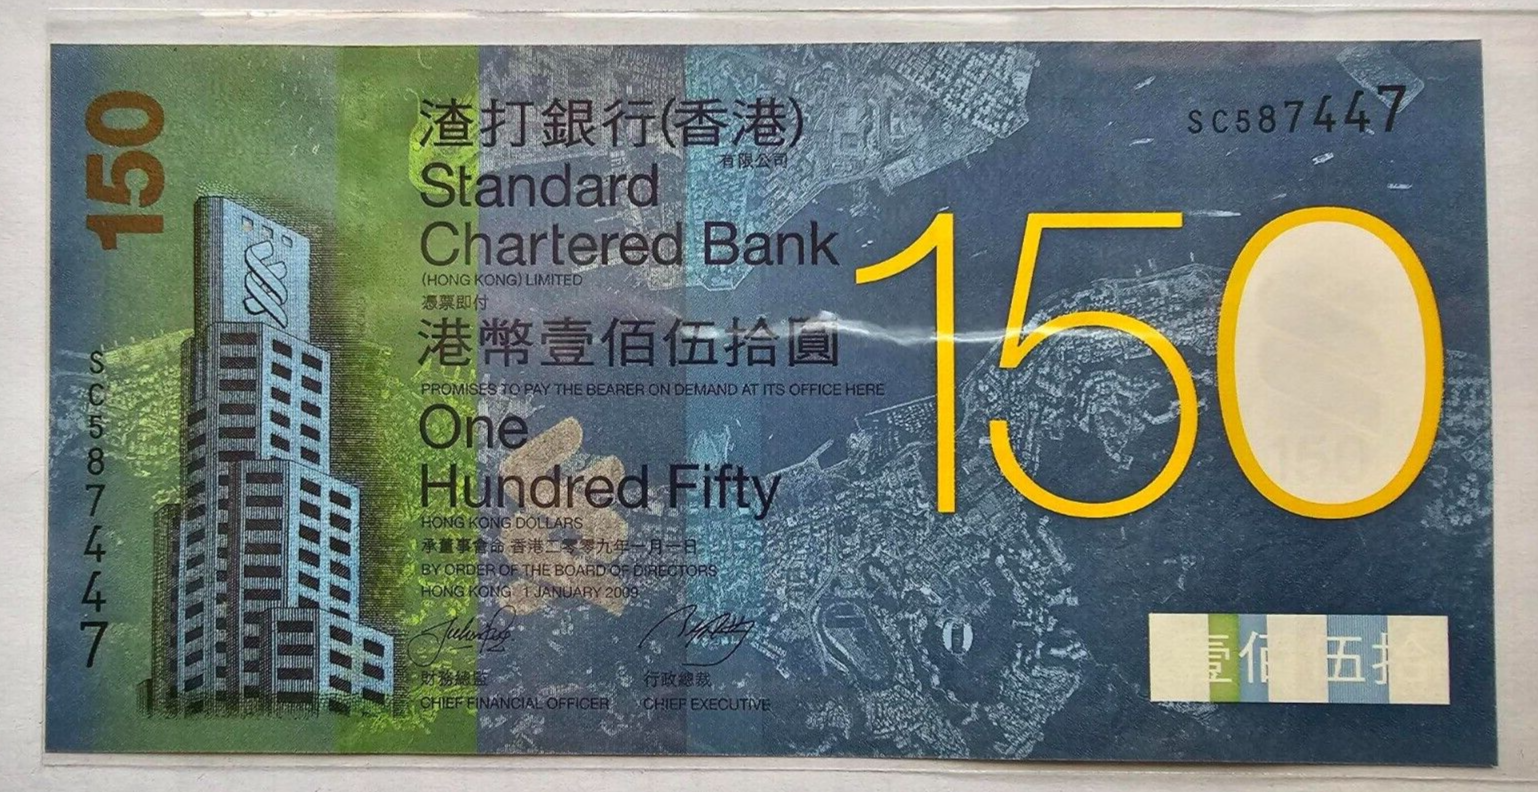 150
SC587447
渣打銀行(香港)
有限公司
Standard
Chartered Bank
(HONG KONG) LIMITED
憑票即付
港幣壹佰伍拾圓
PROMISES TO PAY THE BEARER ON DEMAND AT ITS OFFICE HERE
One
Hundred Fifty
HONG KONG DOLLARS
承董事會命 香港二零零九年一月一日
BY ORDER OF THE BOARD OF DIRECTORS
HONG KONG 1 JANUARY 2009
財務總監
CHIEF FINANCIAL OFFICER
行政總裁
CHIEF EXECUTIVE
SC587447
150
壹佰伍拾